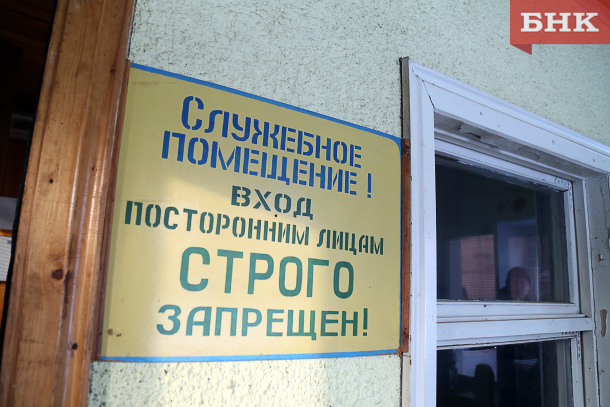 БНК
СЛУЖЕБНОЕ
ПОМЕЩЕНИЕ!
ВХОД
ПОСТОРОННИМ ЛИЦАМ
СТРОГО
ЗАПРЕЩЕН!